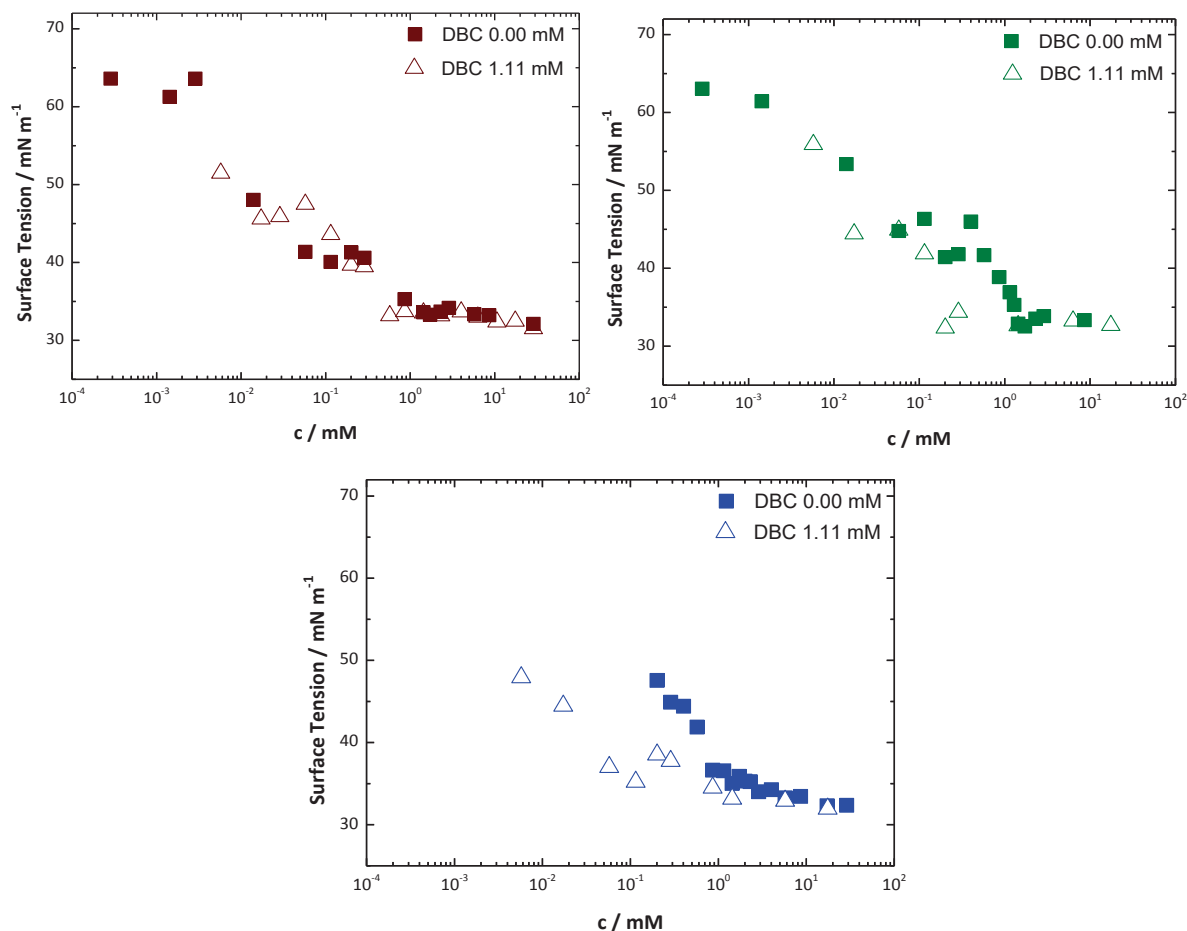 70
60
50
40
30
Surface Tension / mN m⁻¹
DBC 0.00 mM
DBC 1.11 mM
10⁻⁴ 10⁻³ 10⁻² 10⁻¹ 10⁰ 10¹ 10²
c / mM
70
60
50
40
30
Surface Tension / mN m⁻¹
DBC 0.00 mM
DBC 1.11 mM
10⁻⁴ 10⁻³ 10⁻² 10⁻¹ 10⁰ 10¹ 10²
c / mM
70
60
50
40
30
Surface Tension / mN m⁻¹
DBC 0.00 mM
DBC 1.11 mM
10⁻⁴ 10⁻³ 10⁻² 10⁻¹ 10⁰ 10¹ 10²
c / mM